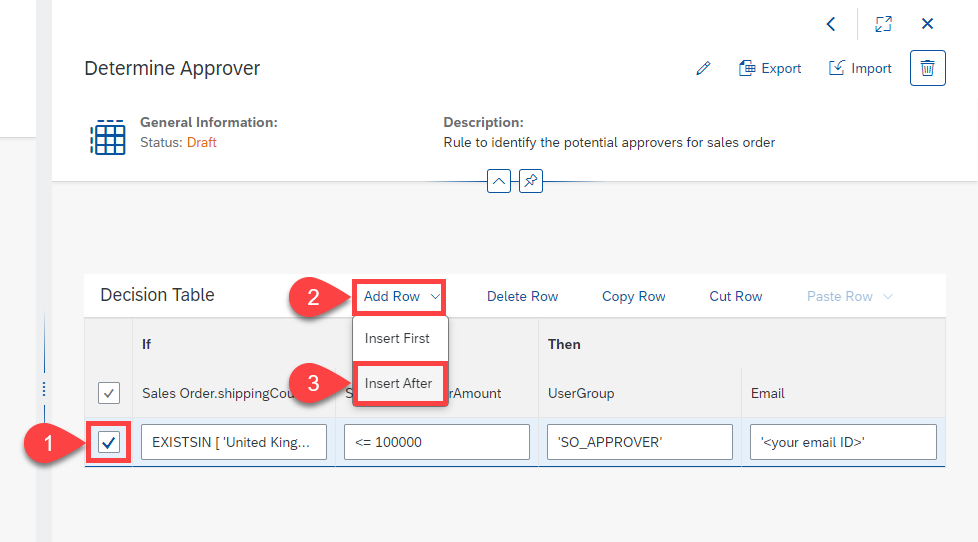 Determine Approver
Export
Import
General Information:
Status: Draft
Description:
Rule to identify the potential approvers for sales order
Decision Table
2
Add Row
Delete Row
Copy Row
Cut Row
Paste Row
Insert First
If
Then
3
Insert After
Sales Order.shippingCou
S
rAmount
UserGroup
Email
1
EXISTSIN [ 'United King...
<= 100000
'SO_APPROVER'
'<your email ID>'